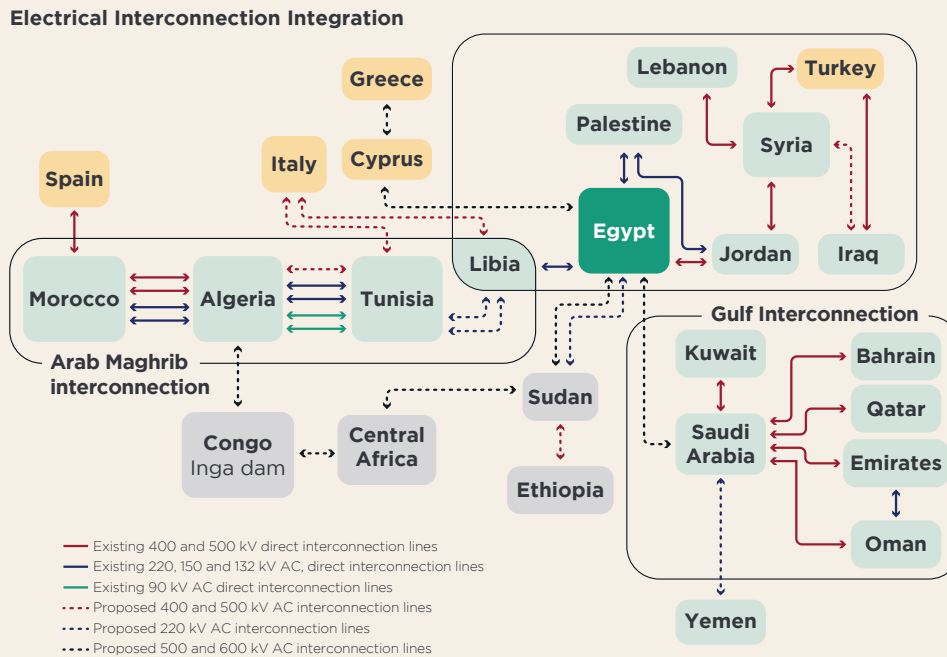 Electrical Interconnection Integration
Greece
Lebanon
Turkey
Palestine
Syria
Spain
Italy
Cyprus
Egypt
Jordan
Iraq
Libia
Morocco
Algeria
Tunisia
Arab Maghrib
interconnection
Gulf Interconnection
Kuwait
Bahrain
Sudan
Qatar
Congo
Inga dam
Central
Africa
Saudi
Arabia
Emirates
Ethiopia
Oman
Yemen
Existing 400 and 500 kV direct interconnection lines
Existing 220, 150 and 132 kV AC, direct interconnection lines
Existing 90 kV AC direct interconnection lines
Proposed 400 and 500 kV AC interconnection lines
Proposed 220 kV AC interconnection lines
Proposed 500 and 600 kV AC interconnection lines